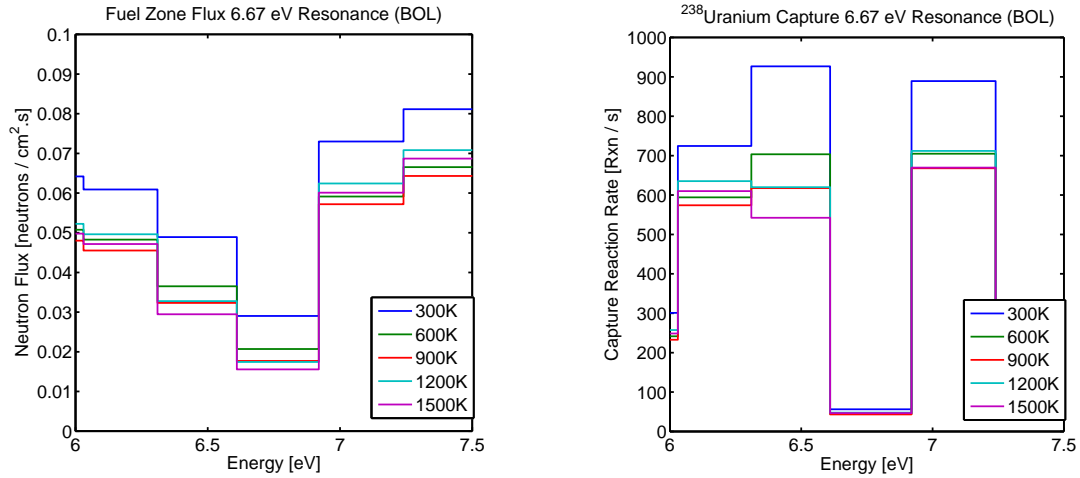 Fuel Zone Flux 6.67 eV Resonance (BOL)
Neutron Flux [neutrons / cm².s]
0.1
0.09
0.08
0.07
0.06
0.05
0.04
0.03
0.02
0.01
0
6
6.5
7
7.5
Energy [eV]
300K
600K
900K
1200K
1500K
²³⁸Uranium Capture 6.67 eV Resonance (BOL)
Capture Reaction Rate [Rxn / s]
1000
900
800
700
600
500
400
300
200
100
0
6
6.5
7
7.5
Energy [eV]
300K
600K
900K
1200K
1500K